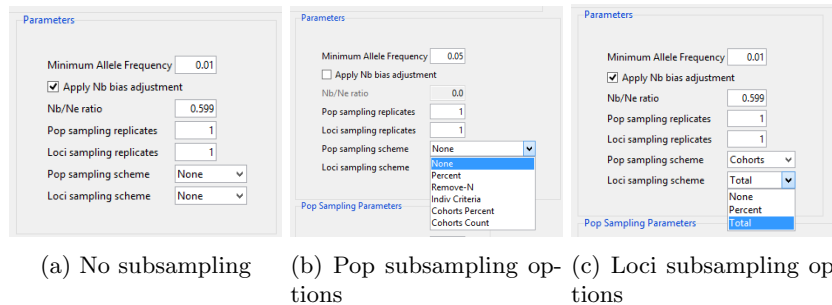 Parameters
Minimum Allele Frequency 0.01
Apply Nb bias adjustment
Nb/Ne ratio 0.599
Pop sampling replicates 1
Loci sampling replicates 1
Pop sampling scheme None
Loci sampling scheme None
(a) No subsampling
Parameters
Minimum Allele Frequency 0.05
Apply Nb bias adjustment
Nb/Ne ratio 0.0
Pop sampling replicates 1
Loci sampling replicates 1
Pop sampling scheme None
Loci sampling scheme
None
Percent
Remove-N
Indiv Criteria
Cohorts Percent
Cohorts Count
Pop Sampling Parameters
(b) Pop subsampling op-
tions
Parameters
Minimum Allele Frequency 0.01
Apply Nb bias adjustment
Nb/Ne ratio 0.599
Pop sampling replicates 1
Loci sampling replicates 1
Pop sampling scheme Cohorts
Loci sampling scheme Total
None
Percent
Total
Pop Sampling Parameters
(c) Loci subsampling op
tions